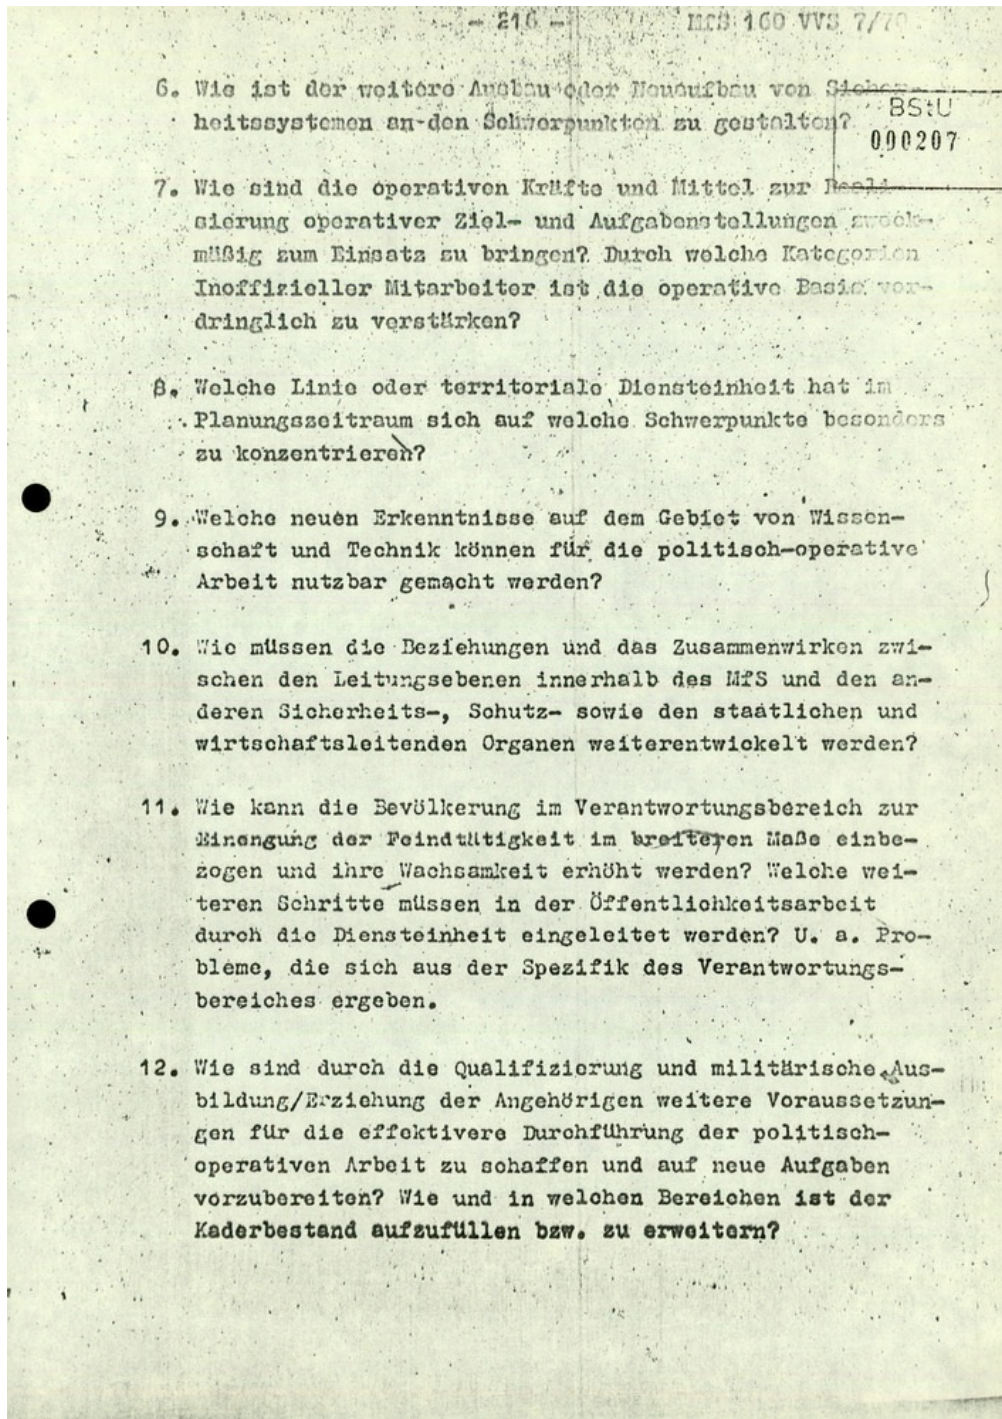 - 216 - MfS 160 VVS 7/70
6. Wie ist der weitere Ausbau oder Neuaufbau von Sicher-
heitssystemen an den Schwerpunkten zu gestalten?
BStU
000207
7. Wie sind die operativen Kräfte und Mittel zur Reali-
sierung operativer Ziel- und Aufgabenstellungen zweck-
mäßig zum Einsatz zu bringen? Durch welche Kategorien
Inoffizieller Mitarbeiter ist die operative Basis vor-
dringlich zu verstärken?
8. Welche Linie oder territoriale Diensteinheit hat im
Planungszeitraum sich auf welche Schwerpunkte besonders
zu konzentrieren?
9. Welche neuen Erkenntnisse auf dem Gebiet von Wissen-
schaft und Technik können für die politisch-operative
Arbeit nutzbar gemacht werden?
10. Wie müssen die Beziehungen und das Zusammenwirken zwi-
schen den Leitungsebenen innerhalb des MfS und den an-
deren Sicherheits-, Schutz- sowie den staatlichen und
wirtschaftsleitenden Organen weiterentwickelt werden?
11. Wie kann die Bevölkerung im Verantwortungsbereich zur
Einengung der Feindtätigkeit im breiteren Maße einbe-
zogen und ihre Wachsamkeit erhöht werden? Welche wei-
teren Schritte müssen in der Öffentlichkeitsarbeit
durch die Diensteinheit eingeleitet werden? U. a. Pro-
bleme, die sich aus der Spezifik des Verantwortungs-
bereiches ergeben.
12. Wie sind durch die Qualifizierung und militärische Aus-
bildung/Erziehung der Angehörigen weitere Voraussetzun-
gen für die effektivere Durchführung der politisch-
operativen Arbeit zu schaffen und auf neue Aufgaben
vorzubereiten? Wie und in welchen Bereichen ist der
Kaderbestand aufzufüllen bzw. zu erweitern?